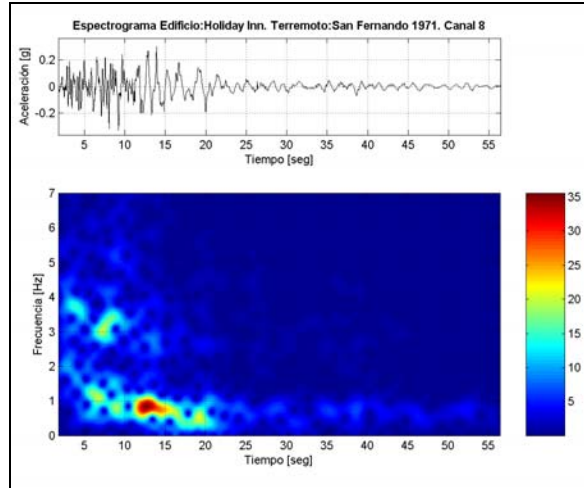 Espectrograma Edificio:Holiday Inn. Terremoto:San Fernando 1971. Canal 8
Aceleración [g]
0.2
0
-0.2
5 10 15 20 25 30 35 40 45 50 55
Tiempo [seg]
Frecuencia [Hz]
7
6
5
4
3
2
1
0
5 10 15 20 25 30 35 40 45 50 55
Tiempo [seg]
35
30
25
20
15
10
5